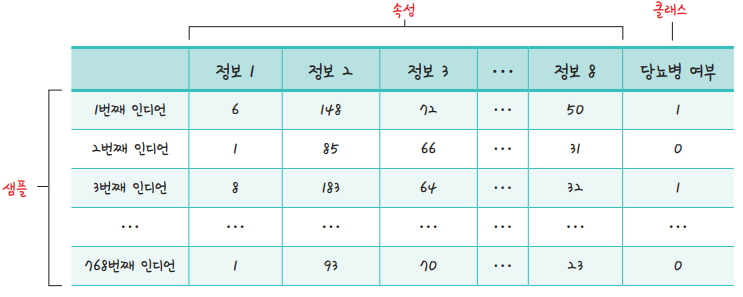 속성 클래스
정보 1 정보 2 정보 3 ··· 정보 8 당뇨병 여부
1번째 인디언 6 148 72 ··· 50 1
2번째 인디언 1 85 66 ··· 31 0
샘플
3번째 인디언 8 183 64 ··· 32 1
··· ··· ··· ··· ··· ··· ···
768번째 인디언 1 93 70 ··· 23 0